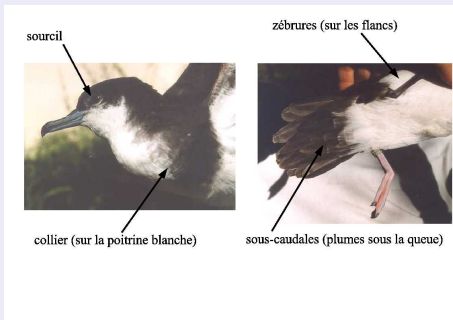 zébrures (sur les flancs)
sourcil
collier (sur la poitrine blanche)
sous-caudales (plumes sous la queue)